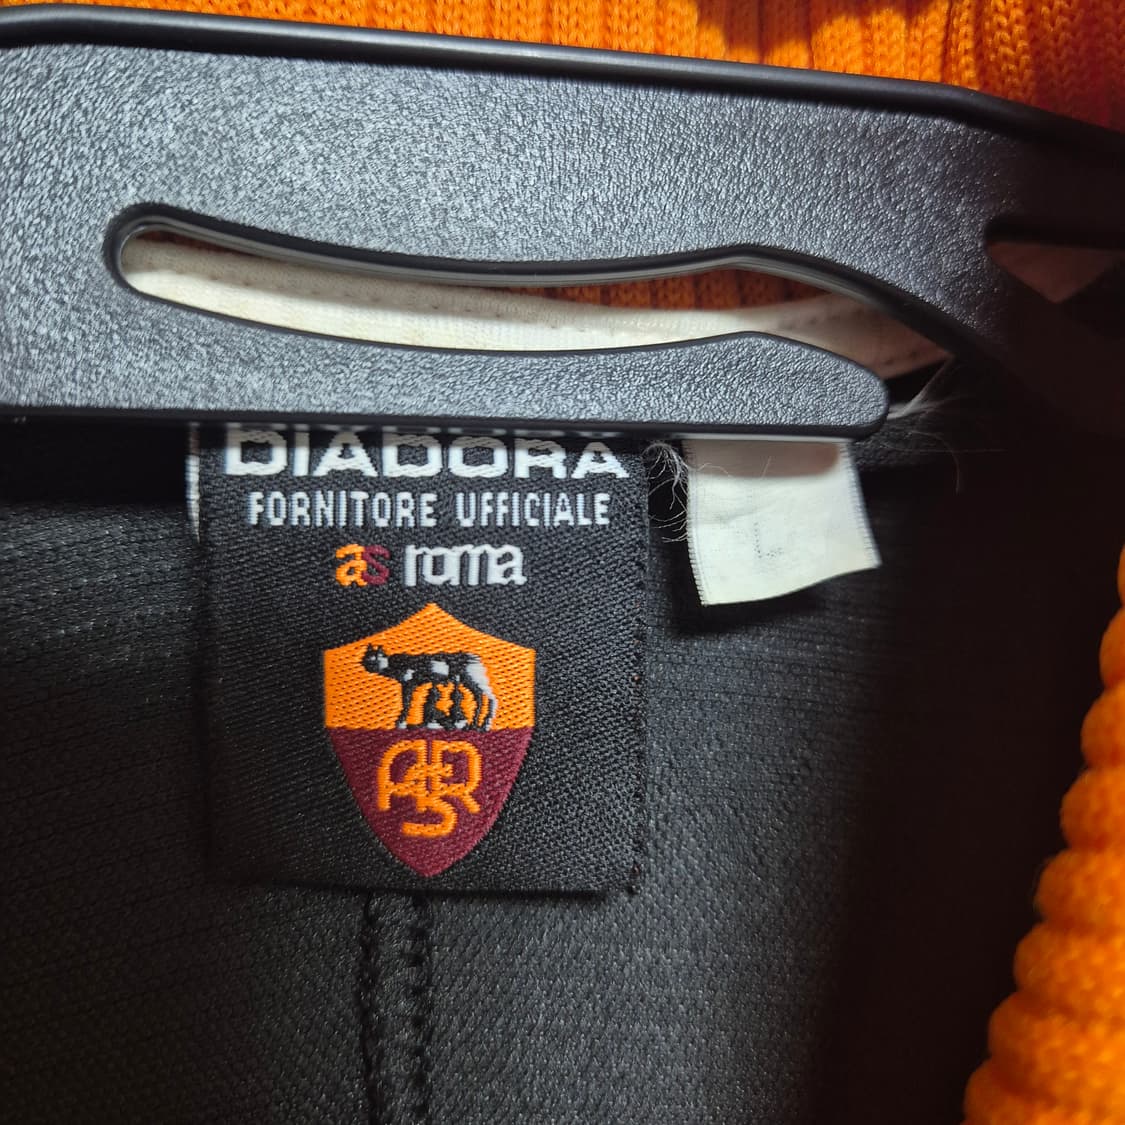 DIADORA
FORNITORE UFFICIALE
as roma
ASR
L